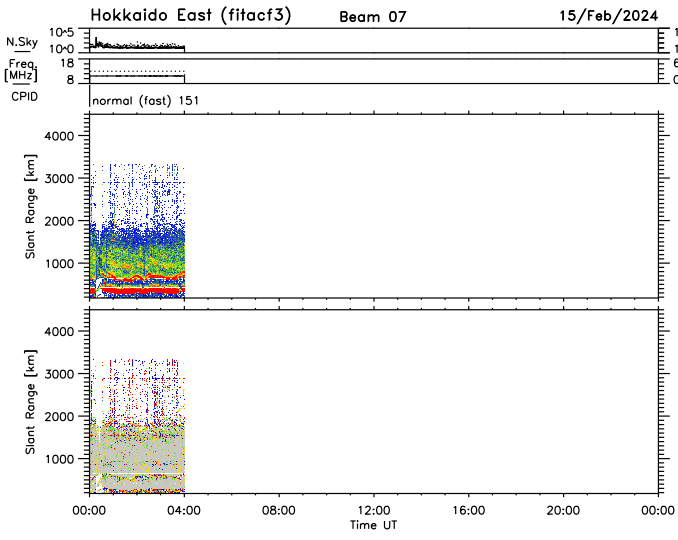 Hokkaido East (fitacf3) Beam 07 15/Feb/2024
N.Sky 10^5 10^0
Freq. [MHz] 18 8 6 0
CPID normal (fast) 151
Slant Range [km]
4000
3000
2000
1000
Slant Range [km]
4000
3000
2000
1000
00:00 04:00 08:00 12:00 16:00 20:00 00:00
Time UT